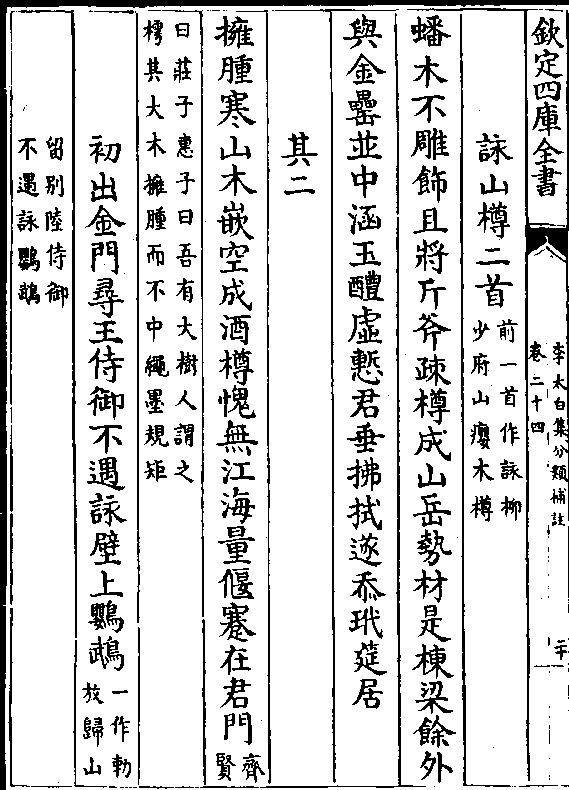 欽定四庫全書
李太白集分類補註
卷二十四
二十
詠山樽二首
前一首作詠柳
少府山癭木樽
蟠木不雕飾且將斤斧疎樽成山岳勢材是棟梁餘外
與金罍並中涵玉醴虛慙君垂拂拭遂忝玳筵居
其二
擁腫寒山木嵌空成酒樽愧無江海量偃蹇在君門
齊
賢
曰莊子惠子曰吾有大樹人謂之
樗其大木擁腫而不中繩墨規矩
初出金門尋王侍御不遇詠壁上鸚鵡
一作勅
放歸山
留別陸侍御
不遇詠鸚鵡